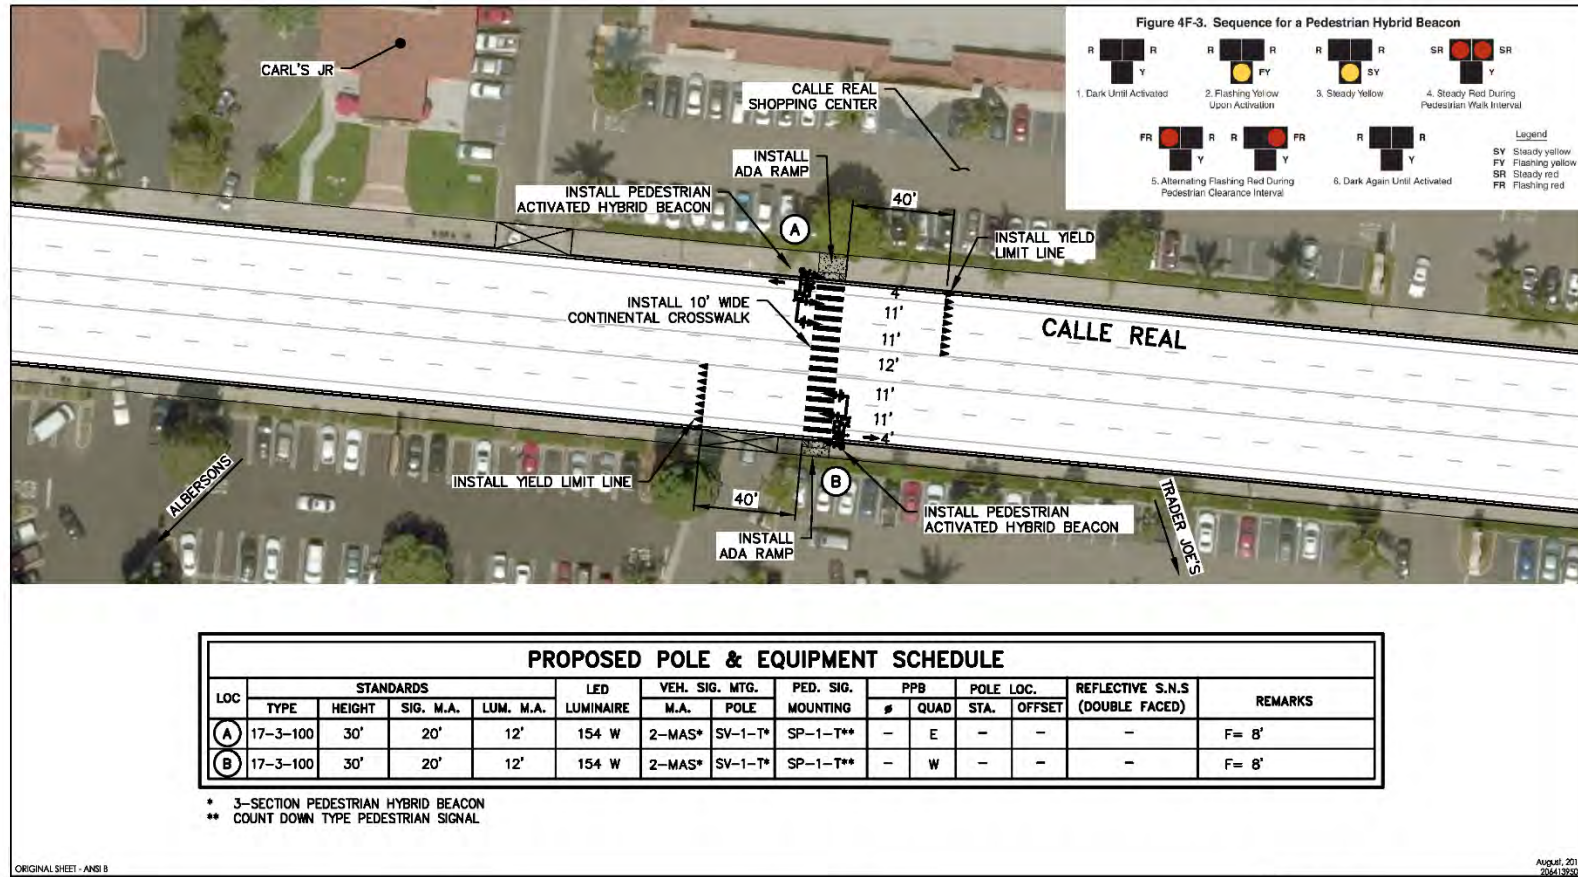 Figure 4F-3. Sequence for a Pedestrian Hybrid Beacon
R R
Y
1. Dark Until Activated
R R
FY
2. Flashing Yellow
Upon Activation
R R
SY
3. Steady Yellow
SR SR
Y
4. Steady Red During
Pedestrian Walk Interval
FR R
Y
R FR
Y
5. Alternating Flashing Red During
Pedestrian Clearance Interval
R R
Y
6. Dark Again Until Activated
Legend
SY Steady yellow
FY Flashing yellow
SR Steady red
FR Flashing red
CARL'S JR
CALLE REAL
SHOPPING CENTER
INSTALL
ADA RAMP
INSTALL PEDESTRIAN
ACTIVATED HYBRID BEACON
A
40'
INSTALL YIELD
LIMIT LINE
INSTALL 10' WIDE
CONTINENTAL CROSSWALK
4'
11'
11'
12'
11'
11'
4'
CALLE REAL
ALBERSONS
INSTALL YIELD LIMIT LINE
40'
B
INSTALL
ADA RAMP
INSTALL PEDESTRIAN
ACTIVATED HYBRID BEACON
TRADER JOE'S
PROPOSED POLE & EQUIPMENT SCHEDULE
LOC STANDARDS LED VEH. SIG. MTG. PED. SIG. PPB POLE LOC. REFLECTIVE S.N.S REMARKS
TYPE HEIGHT SIG. M.A. LUM. M.A. LUMINAIRE M.A. POLE MOUNTING ø QUAD STA. OFFSET (DOUBLE FACED)
A 17-3-100 30' 20' 12' 154 W 2-MAS* SV-1-T* SP-1-T** - E - - - F= 8'
B 17-3-100 30' 20' 12' 154 W 2-MAS* SV-1-T* SP-1-T** - W - - - F= 8'
* 3-SECTION PEDESTRIAN HYBRID BEACON
** COUNT DOWN TYPE PEDESTRIAN SIGNAL
ORIGINAL SHEET - ANSI B
August, 201
206413950